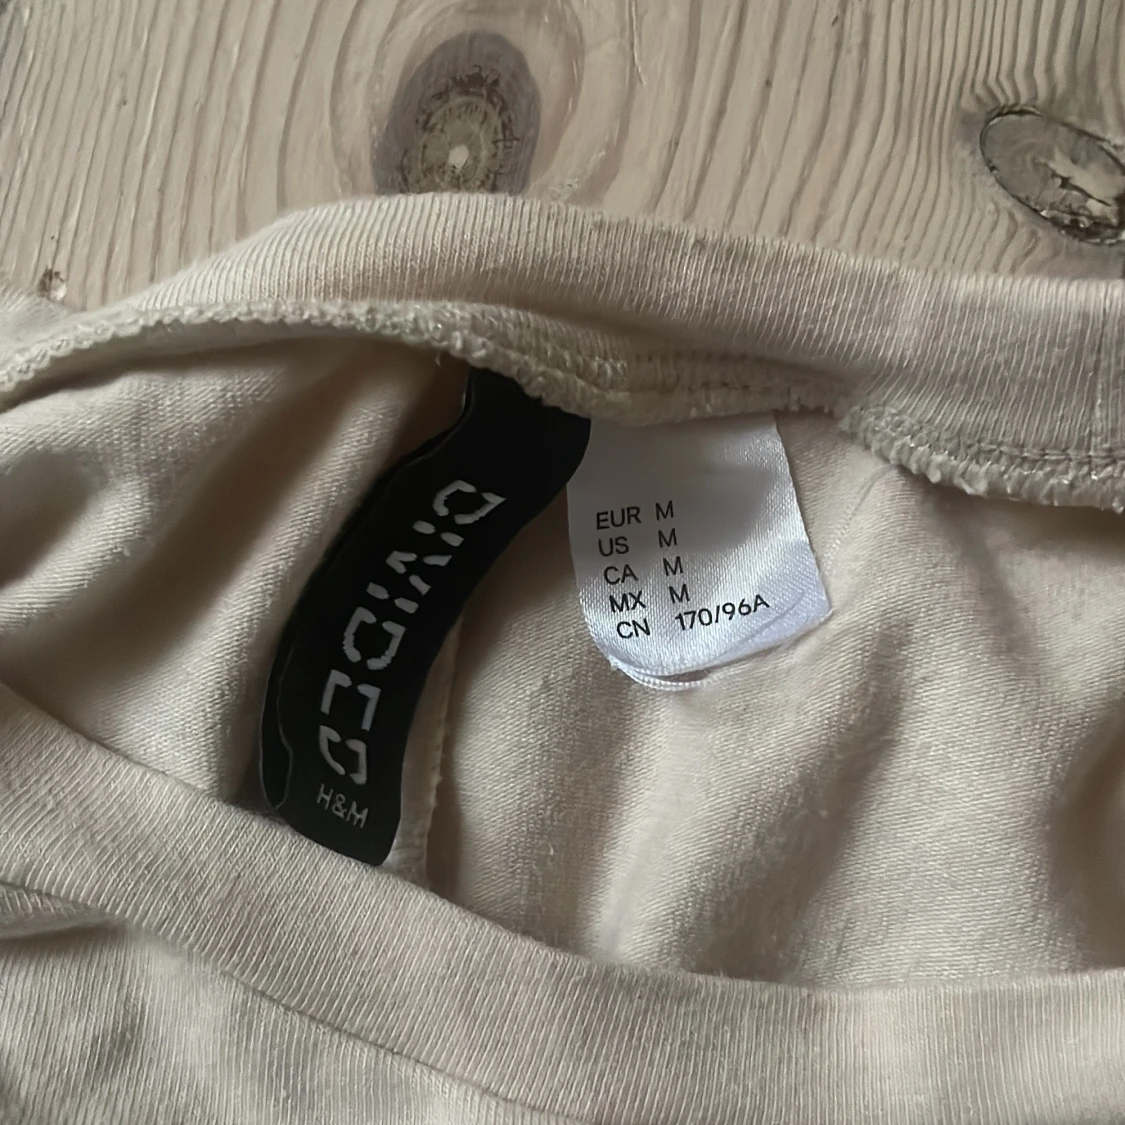 DIVIDED
H&M
EUR M
US M
CA M
MX M
CN 170/96A